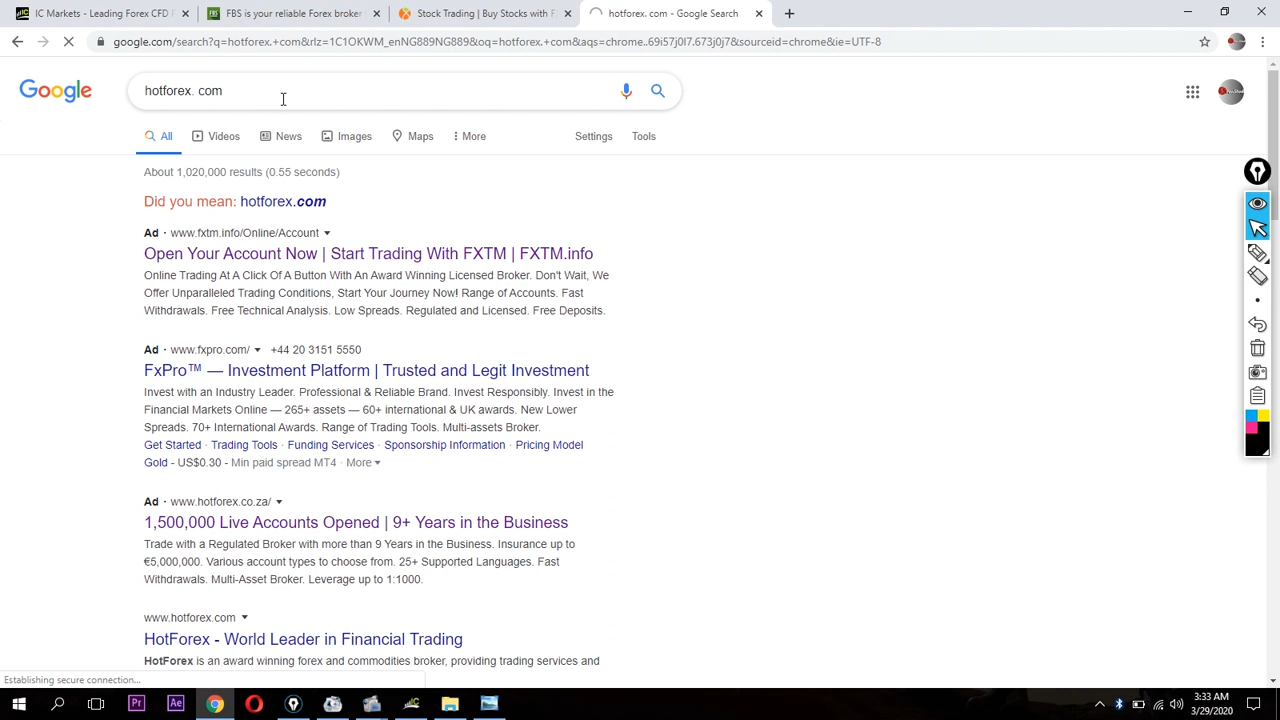 IC Markets - Leading Forex CFD P
FBS is your reliable Forex broker
Stock Trading | Buy Stocks with F
hotforex. com - Google Search
google.com/search?q=hotforex.+com&rlz=1C1OKWM_enNG889NG889&oq=hotforex.+com&aqs=chrome..69i57j0l7.673j0j7&sourceid=chrome&ie=UTF-8
Google
hotforex. com
All
Videos
News
Images
Maps
More
Settings
Tools
About 1,020,000 results (0.55 seconds)
Did you mean: hotforex.com
Ad · www.fxtm.info/Online/Account
Open Your Account Now | Start Trading With FXTM | FXTM.info
Online Trading At A Click Of A Button With An Award Winning Licensed Broker. Don't Wait, We
Offer Unparalleled Trading Conditions, Start Your Journey Now! Range of Accounts. Fast
Withdrawals. Free Technical Analysis. Low Spreads. Regulated and Licensed. Free Deposits.
Ad · www.fxpro.com/ +44 20 3151 5550
FxPro™ — Investment Platform | Trusted and Legit Investment
Invest with an Industry Leader. Professional & Reliable Brand. Invest Responsibly. Invest in the
Financial Markets Online — 265+ assets — 60+ international & UK awards. New Lower
Spreads. 70+ International Awards. Range of Trading Tools. Multi-assets Broker.
Get Started · Trading Tools · Funding Services · Sponsorship Information · Pricing Model
Gold - US$0.30 - Min paid spread MT4 · More
Ad · www.hotforex.co.za/
1,500,000 Live Accounts Opened | 9+ Years in the Business
Trade with a Regulated Broker with more than 9 Years in the Business. Insurance up to
€5,000,000. Various account types to choose from. 25+ Supported Languages. Fast
Withdrawals. Multi-Asset Broker. Leverage up to 1:1000.
www.hotforex.com
HotForex - World Leader in Financial Trading
HotForex is an award winning forex and commodities broker, providing trading services and
Establishing secure connection...
Pr
Ae
3:33 AM
3/29/2020